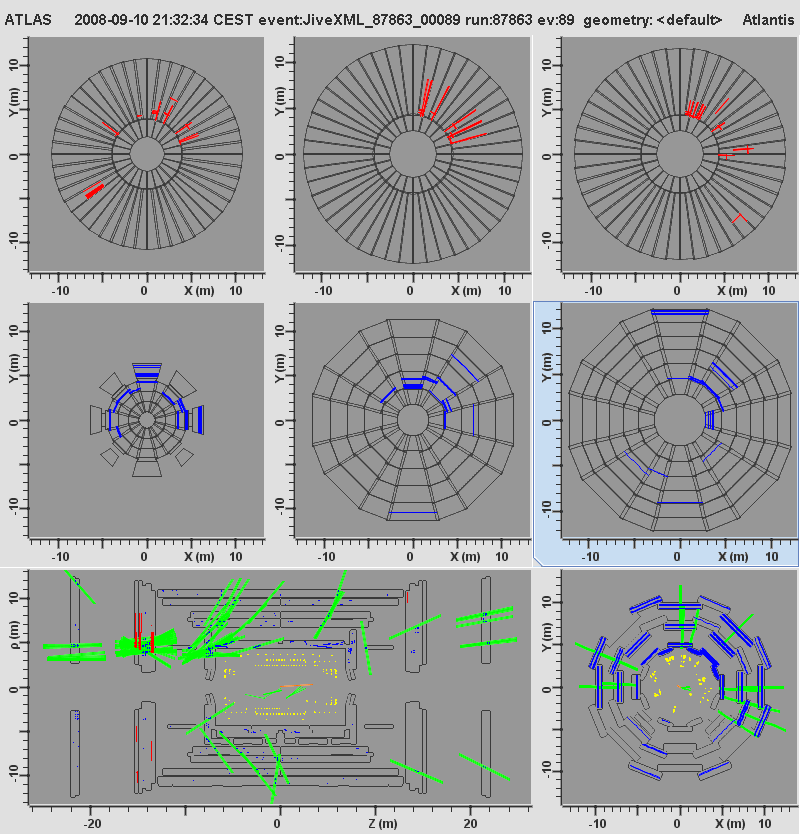 ATLAS 2008-09-10 21:32:34 CEST event:JiveXML_87863_00089 run:87863 ev:89 geometry: <default> Atlantis
10
Y (m)
0
-10
-10 0 X (m) 10
10
Y (m)
0
-10
-10 0 X (m) 10
10
Y (m)
0
-10
-10 0 X (m) 10
10
Y (m)
0
-10
-10 0 X (m) 10
10
Y (m)
0
-10
-10 0 X (m) 10
10
Y (m)
0
-10
-10 0 X (m) 10
10
ρ (m)
0
-10
-20 0 Z (m) 20
10
Y (m)
0
-10
-10 0 X (m) 10